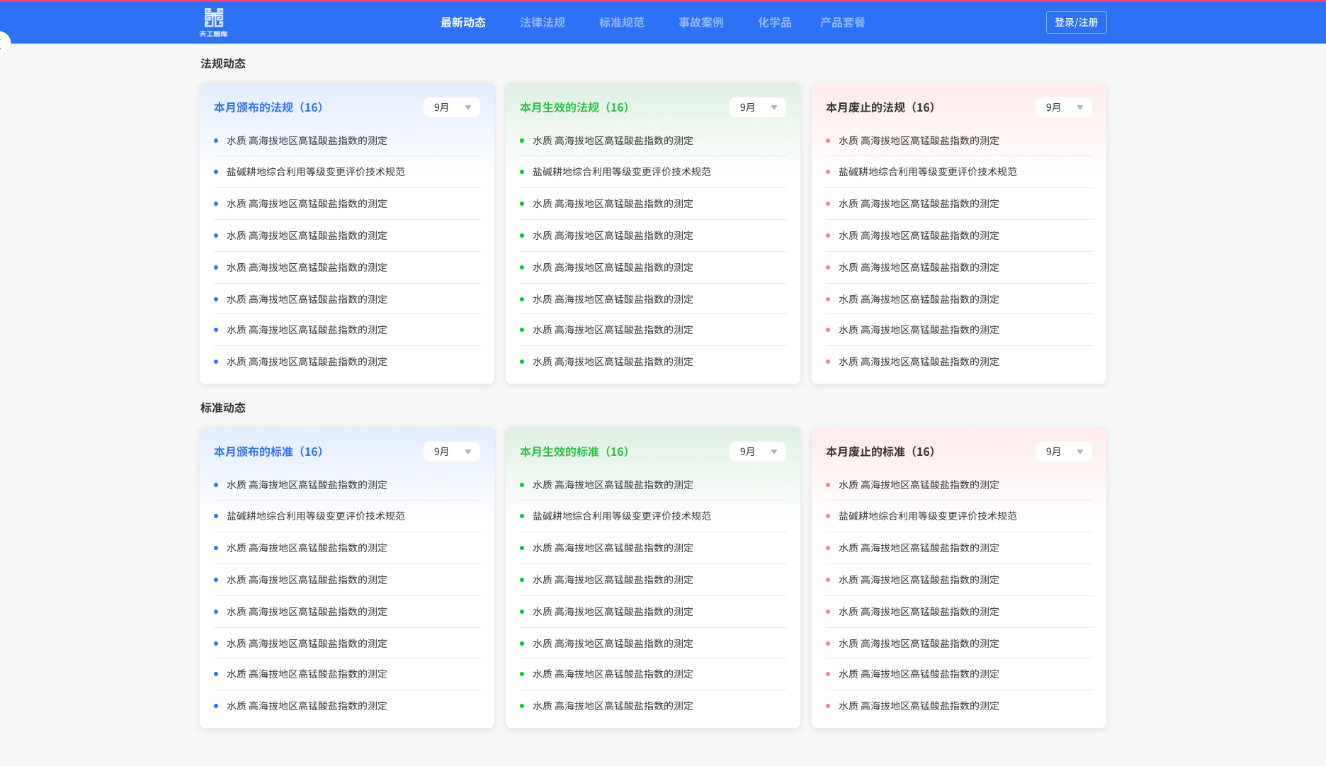 天工智库
最新动态 法律法规 标准规范 事故案例 化学品 产品套餐 登录/注册
法规动态
本月颁布的法规（16） 9月
水质 高海拔地区高锰酸盐指数的测定
盐碱耕地综合利用等级变更评价技术规范
水质 高海拔地区高锰酸盐指数的测定
水质 高海拔地区高锰酸盐指数的测定
水质 高海拔地区高锰酸盐指数的测定
水质 高海拔地区高锰酸盐指数的测定
水质 高海拔地区高锰酸盐指数的测定
水质 高海拔地区高锰酸盐指数的测定
本月生效的法规（16） 9月
水质 高海拔地区高锰酸盐指数的测定
盐碱耕地综合利用等级变更评价技术规范
水质 高海拔地区高锰酸盐指数的测定
水质 高海拔地区高锰酸盐指数的测定
水质 高海拔地区高锰酸盐指数的测定
水质 高海拔地区高锰酸盐指数的测定
水质 高海拔地区高锰酸盐指数的测定
水质 高海拔地区高锰酸盐指数的测定
本月废止的法规（16） 9月
水质 高海拔地区高锰酸盐指数的测定
盐碱耕地综合利用等级变更评价技术规范
水质 高海拔地区高锰酸盐指数的测定
水质 高海拔地区高锰酸盐指数的测定
水质 高海拔地区高锰酸盐指数的测定
水质 高海拔地区高锰酸盐指数的测定
水质 高海拔地区高锰酸盐指数的测定
水质 高海拔地区高锰酸盐指数的测定
标准动态
本月颁布的标准（16） 9月
水质 高海拔地区高锰酸盐指数的测定
盐碱耕地综合利用等级变更评价技术规范
水质 高海拔地区高锰酸盐指数的测定
水质 高海拔地区高锰酸盐指数的测定
水质 高海拔地区高锰酸盐指数的测定
水质 高海拔地区高锰酸盐指数的测定
水质 高海拔地区高锰酸盐指数的测定
水质 高海拔地区高锰酸盐指数的测定
本月生效的标准（16） 9月
水质 高海拔地区高锰酸盐指数的测定
盐碱耕地综合利用等级变更评价技术规范
水质 高海拔地区高锰酸盐指数的测定
水质 高海拔地区高锰酸盐指数的测定
水质 高海拔地区高锰酸盐指数的测定
水质 高海拔地区高锰酸盐指数的测定
水质 高海拔地区高锰酸盐指数的测定
水质 高海拔地区高锰酸盐指数的测定
本月废止的标准（16） 9月
水质 高海拔地区高锰酸盐指数的测定
盐碱耕地综合利用等级变更评价技术规范
水质 高海拔地区高锰酸盐指数的测定
水质 高海拔地区高锰酸盐指数的测定
水质 高海拔地区高锰酸盐指数的测定
水质 高海拔地区高锰酸盐指数的测定
水质 高海拔地区高锰酸盐指数的测定
水质 高海拔地区高锰酸盐指数的测定